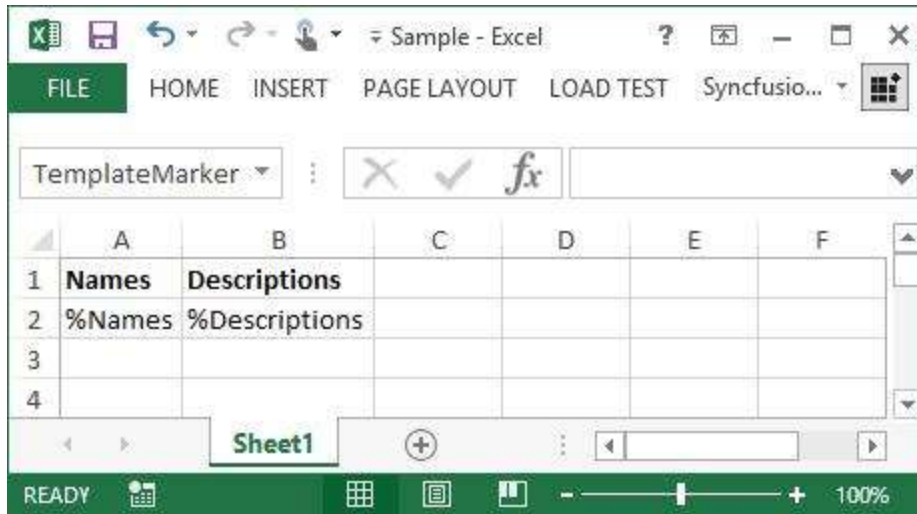 Sample - Excel ?
FILE HOME INSERT PAGE LAYOUT LOAD TEST Syncfusio...
TemplateMarker fx
A B C D E F
1 Names Descriptions
2 %Names %Descriptions
3
4
Sheet1
READY - + 100%